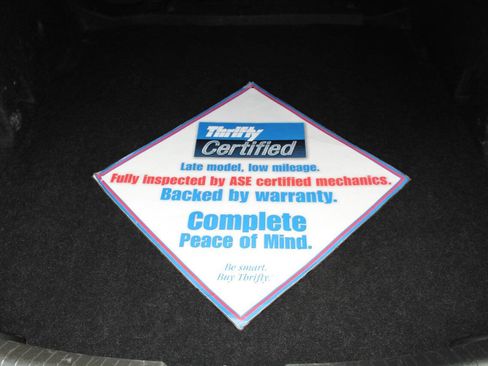 Thrifty
Certified
Late model, low mileage.
Fully inspected by ASE certified mechanics.
Backed by warranty.
Complete
Peace of Mind.
Be smart.
Buy Thrifty.